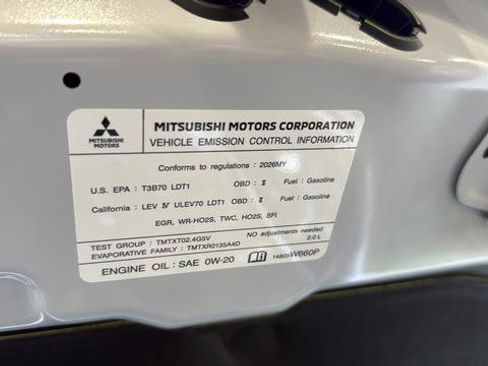 MITSUBISHI MOTORS
MITSUBISHI MOTORS CORPORATION
VEHICLE EMISSION CONTROL INFORMATION
Conforms to regulations : 2026MY
U.S. EPA : T3B70 LDT1 OBD : II Fuel : Gasoline
California : LEV IV ULEV70 LDT1 OBD : II Fuel : Gasoline
EGR, WR-HO2S, TWC, HO2S, SFI
No adjustments needed
TEST GROUP : TMTXT02.4G5V 2.0 L
EVAPORATIVE FAMILY : TMTXR0135A4D
ENGINE OIL : SAE 0W-20 1480S W660P